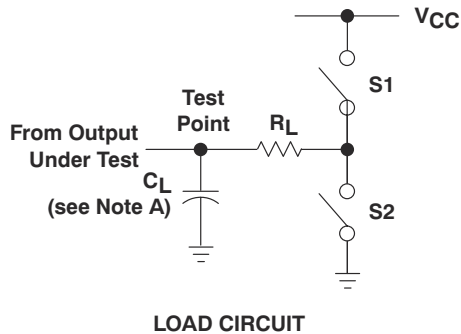 VCC
S1
Test
Point
RL
From Output
Under Test
CL
(see Note A)
S2
LOAD CIRCUIT